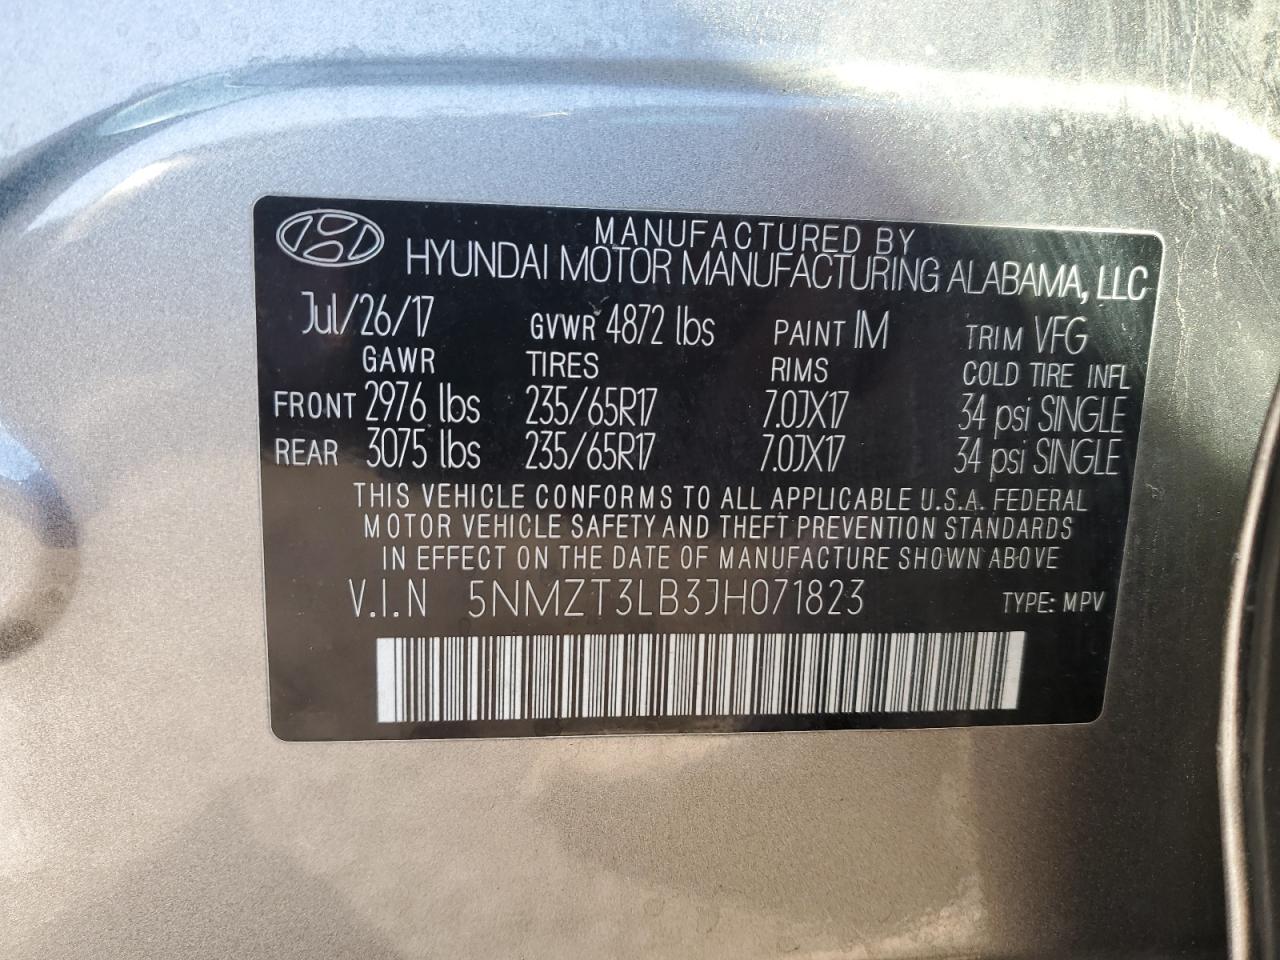 MANUFACTURED BY
HYUNDAI MOTOR MANUFACTURING ALABAMA, LLC
Jul/26/17 GVWR 4872 lbs PAINT IM TRIM VFG
GAWR TIRES RIMS COLD TIRE INFL
FRONT 2976 lbs 235/65R17 7.0JX17 34 psi SINGLE
REAR 3075 lbs 235/65R17 7.0JX17 34 psi SINGLE
THIS VEHICLE CONFORMS TO ALL APPLICABLE U.S.A. FEDERAL
MOTOR VEHICLE SAFETY AND THEFT PREVENTION STANDARDS
IN EFFECT ON THE DATE OF MANUFACTURE SHOWN ABOVE
V.I.N 5NMZT3LB3JH071823 TYPE: MPV